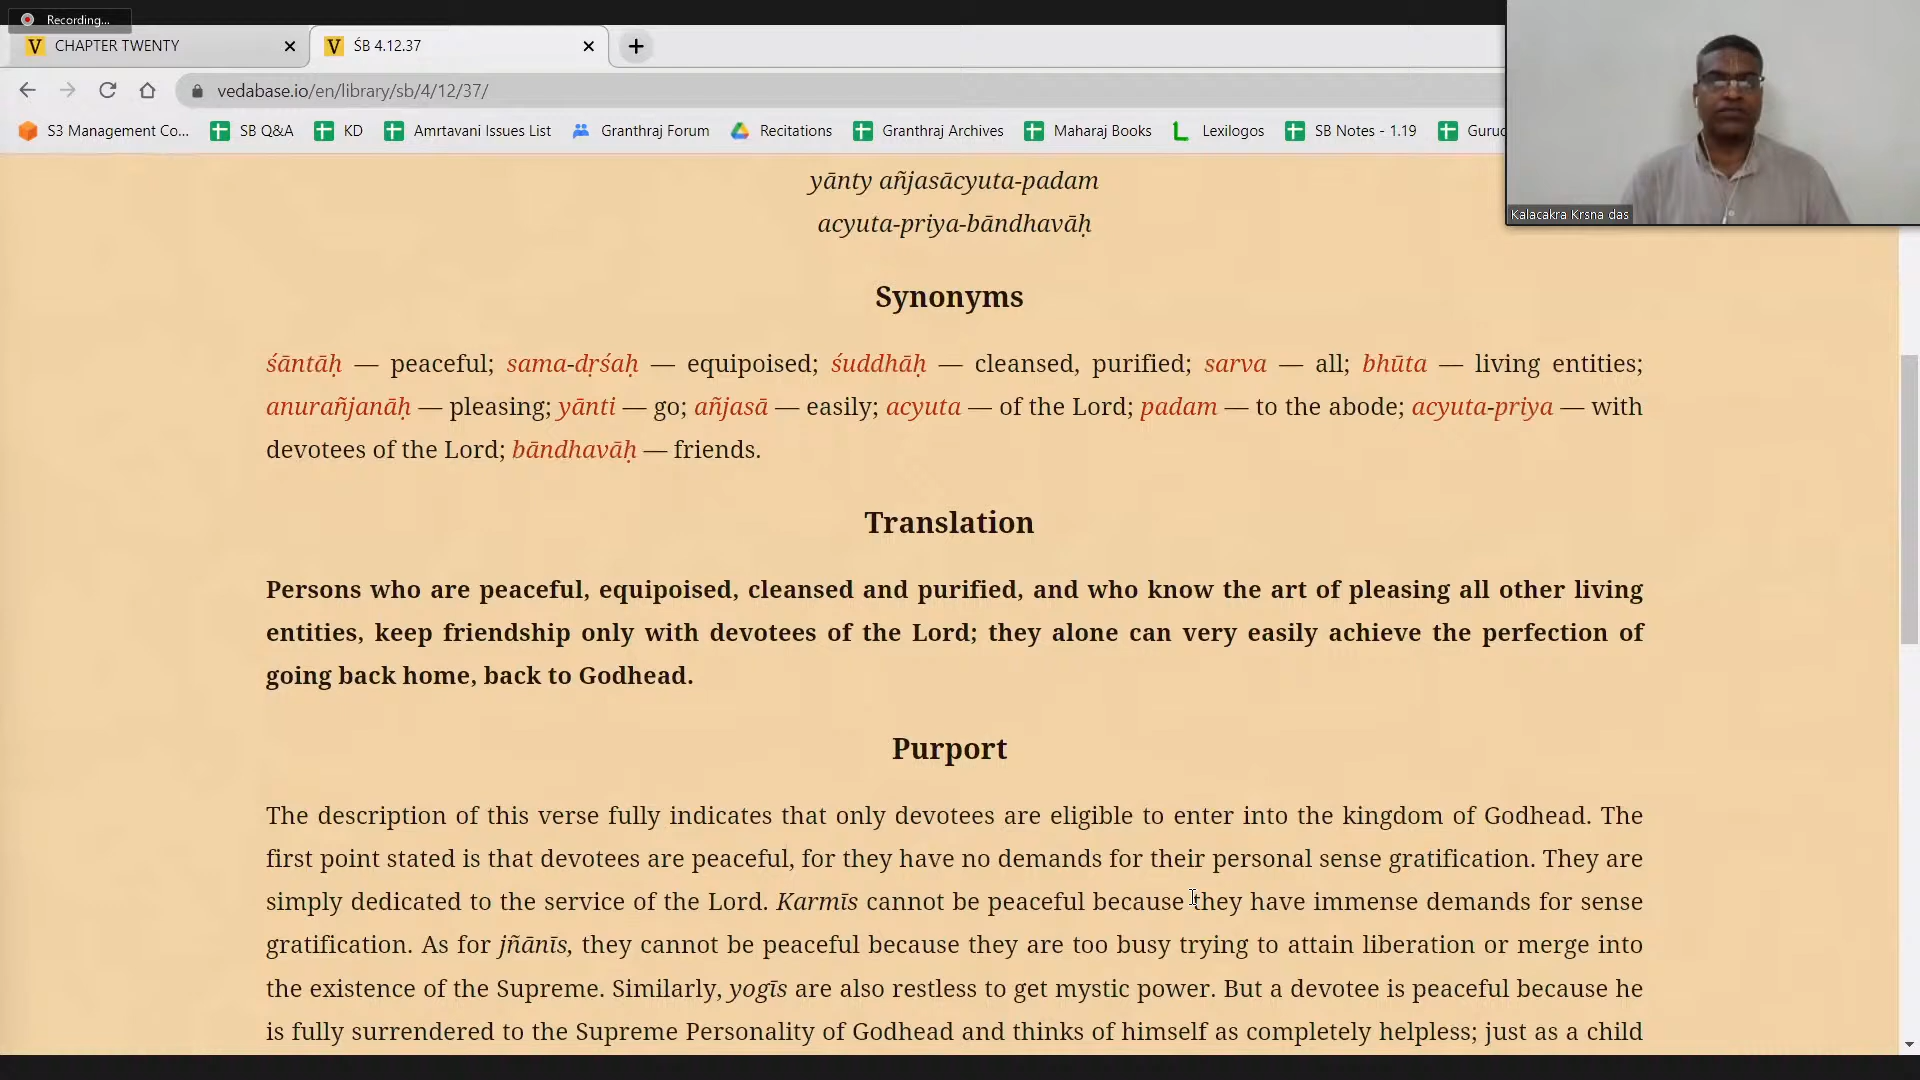 Recording...
CHAPTER TWENTY
ŚB 4.12.37
vedabase.io/en/library/sb/4/12/37/
S3 Management Co... SB Q&A KD Amrtavani Issues List Granthraj Forum Recitations Granthraj Archives Maharaj Books Lexilogos SB Notes - 1.19 Guruc
Kalacakra Krsna das
yānty añjasācyuta-padam
acyuta-priya-bāndhavāḥ
Synonyms
śāntāḥ — peaceful; sama-dṛśaḥ — equipoised; śuddhāḥ — cleansed, purified; sarva — all; bhūta — living entities;
anurañjanāḥ — pleasing; yānti — go; añjasā — easily; acyuta — of the Lord; padam — to the abode; acyuta-priya — with
devotees of the Lord; bāndhavāḥ — friends.
Translation
Persons who are peaceful, equipoised, cleansed and purified, and who know the art of pleasing all other living
entities, keep friendship only with devotees of the Lord; they alone can very easily achieve the perfection of
going back home, back to Godhead.
Purport
The description of this verse fully indicates that only devotees are eligible to enter into the kingdom of Godhead. The
first point stated is that devotees are peaceful, for they have no demands for their personal sense gratification. They are
simply dedicated to the service of the Lord. Karmīs cannot be peaceful because they have immense demands for sense
gratification. As for jñānīs, they cannot be peaceful because they are too busy trying to attain liberation or merge into
the existence of the Supreme. Similarly, yogīs are also restless to get mystic power. But a devotee is peaceful because he
is fully surrendered to the Supreme Personality of Godhead and thinks of himself as completely helpless; just as a child